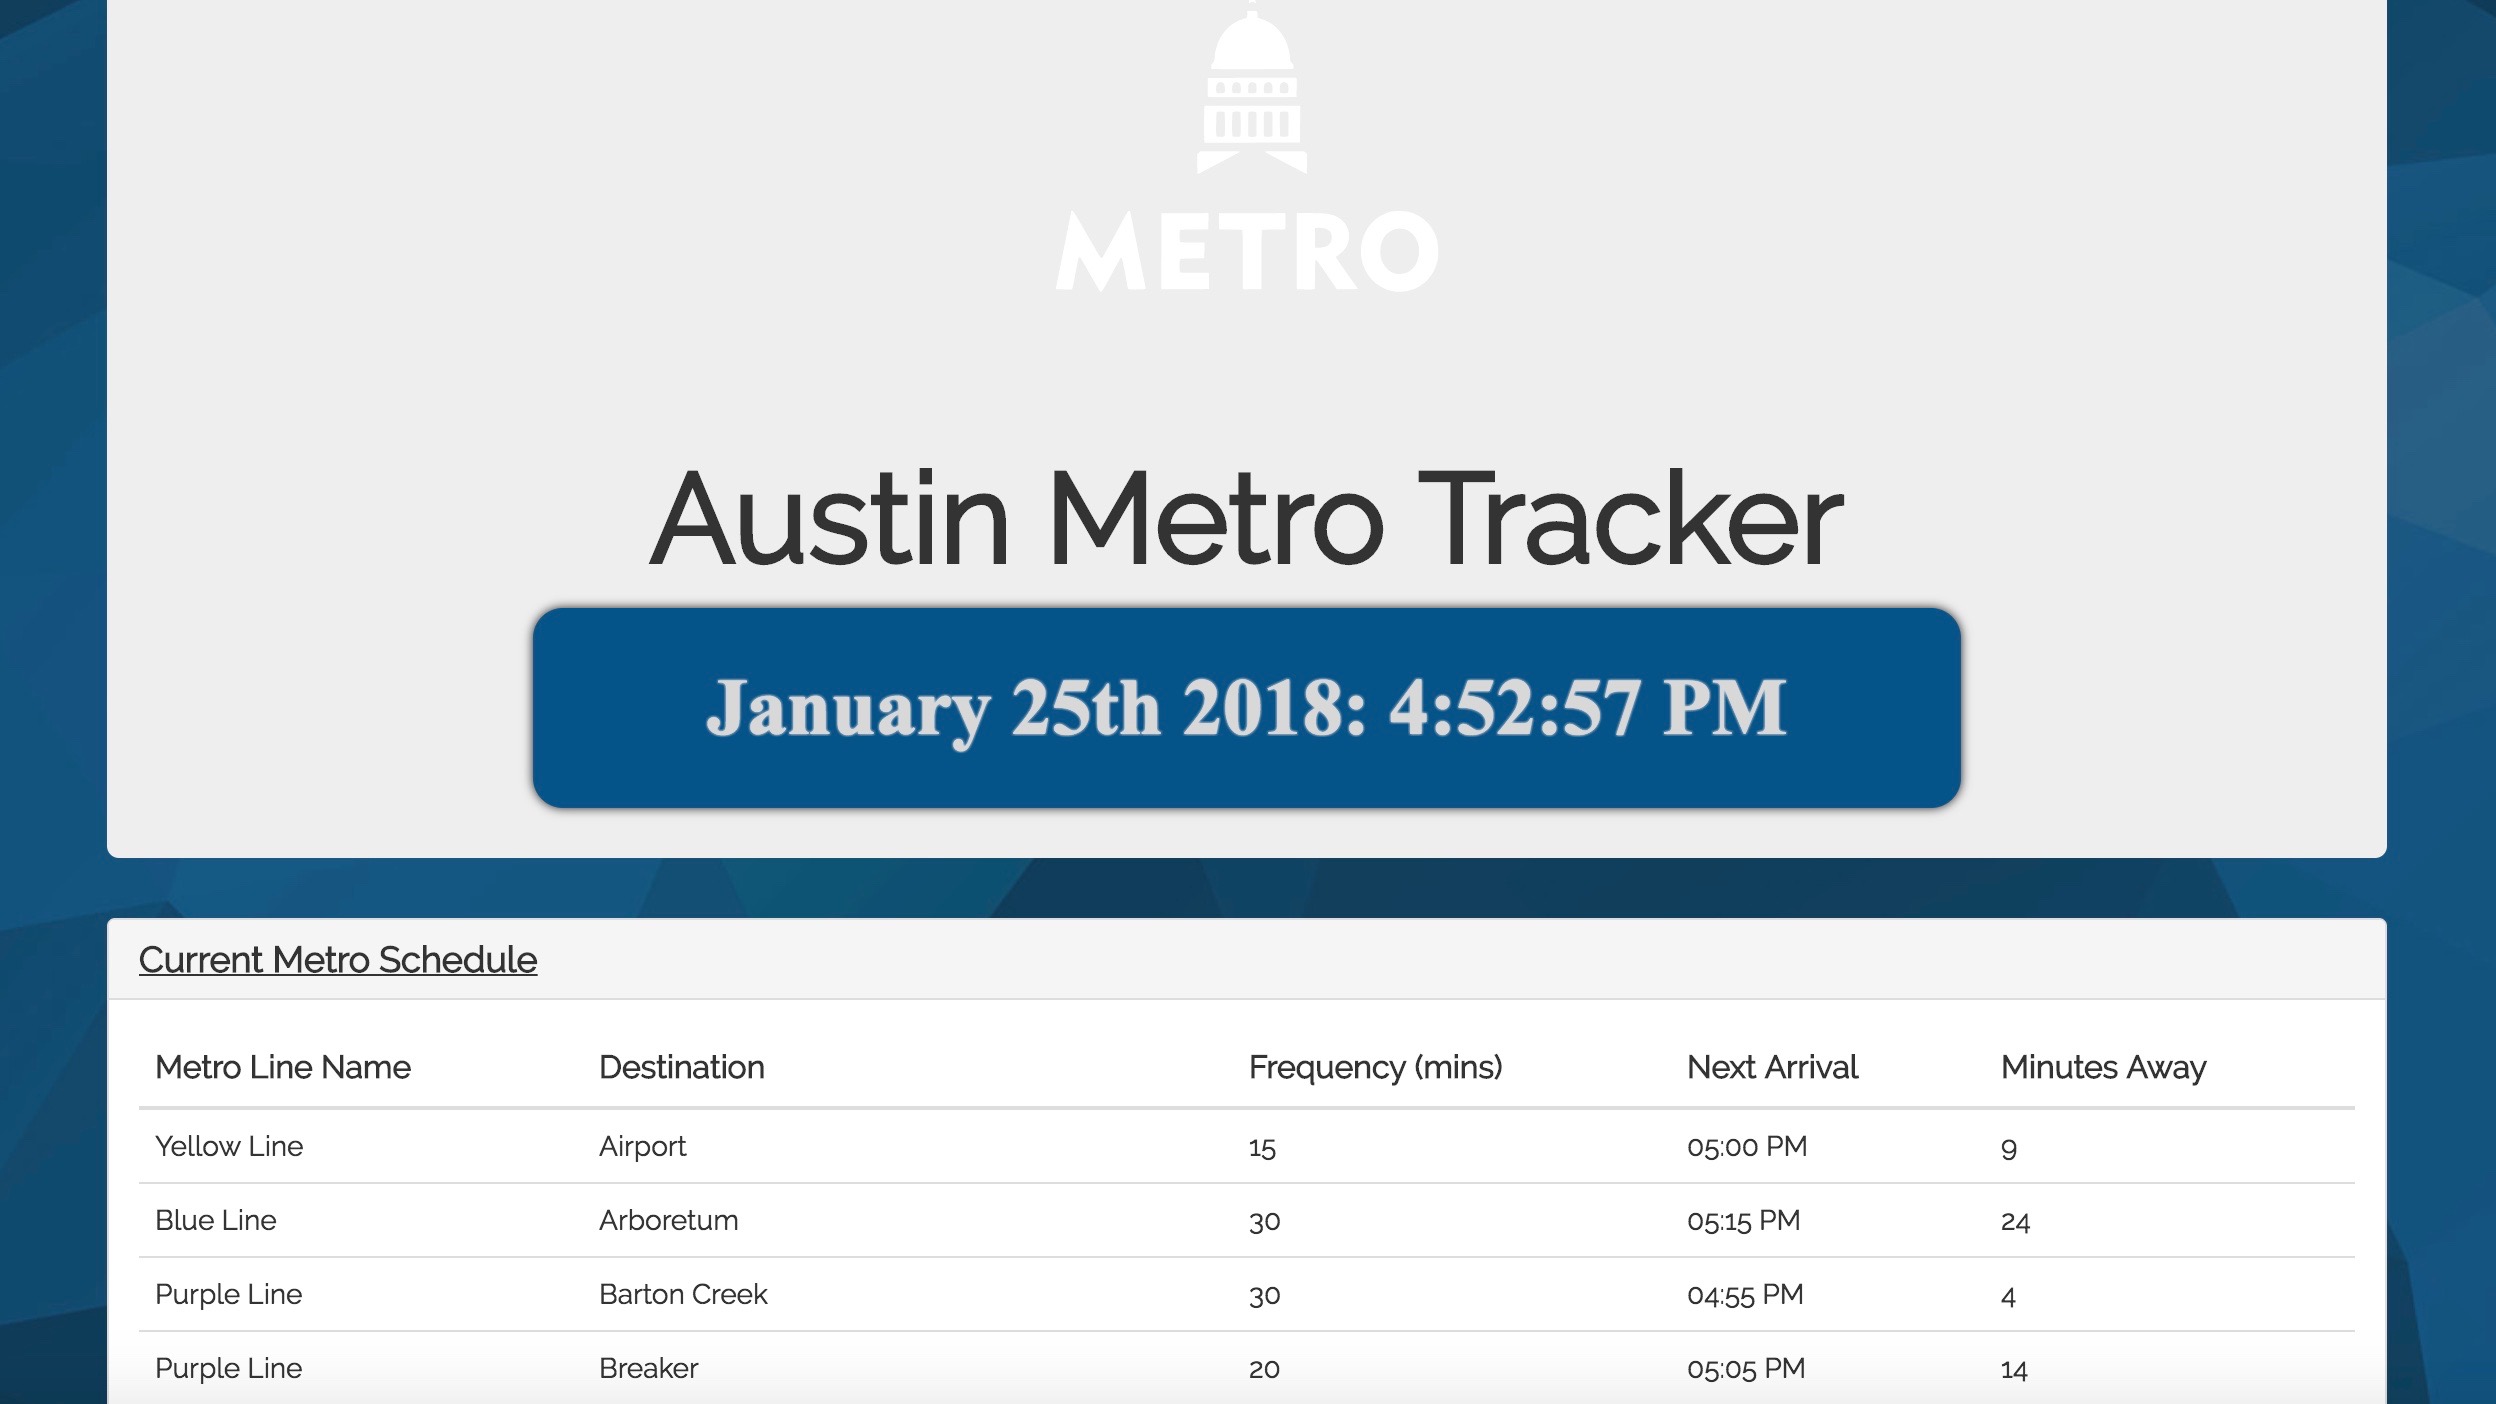 METRO
Austin Metro Tracker
January 25th 2018: 4:52:57 PM
Current Metro Schedule
Metro Line Name Destination Frequency (mins) Next Arrival Minutes Away
Yellow Line Airport 15 05:00 PM 9
Blue Line Arboretum 30 05:15 PM 24
Purple Line Barton Creek 30 04:55 PM 4
Purple Line Breaker 20 05:05 PM 14